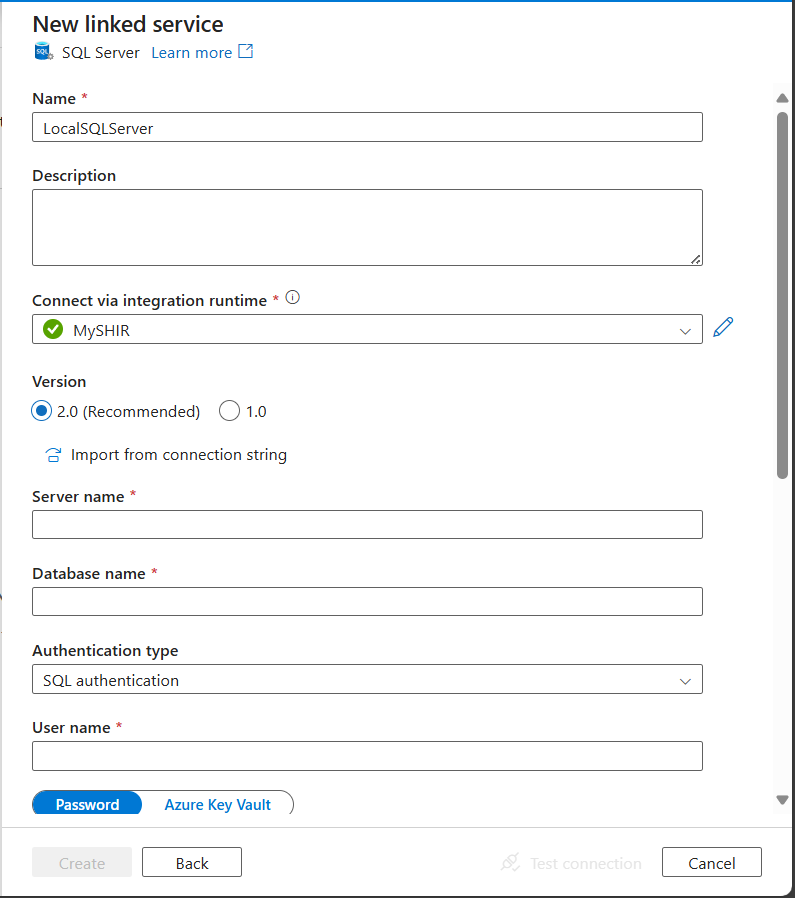 New linked service
SQL SQL Server Learn more
Name *
LocalSQLServer
Description
Connect via integration runtime *
MySHIR
Version
2.0 (Recommended) 1.0
Import from connection string
Server name *
Database name *
Authentication type
SQL authentication
User name *
Password Azure Key Vault
Create Back Test connection Cancel